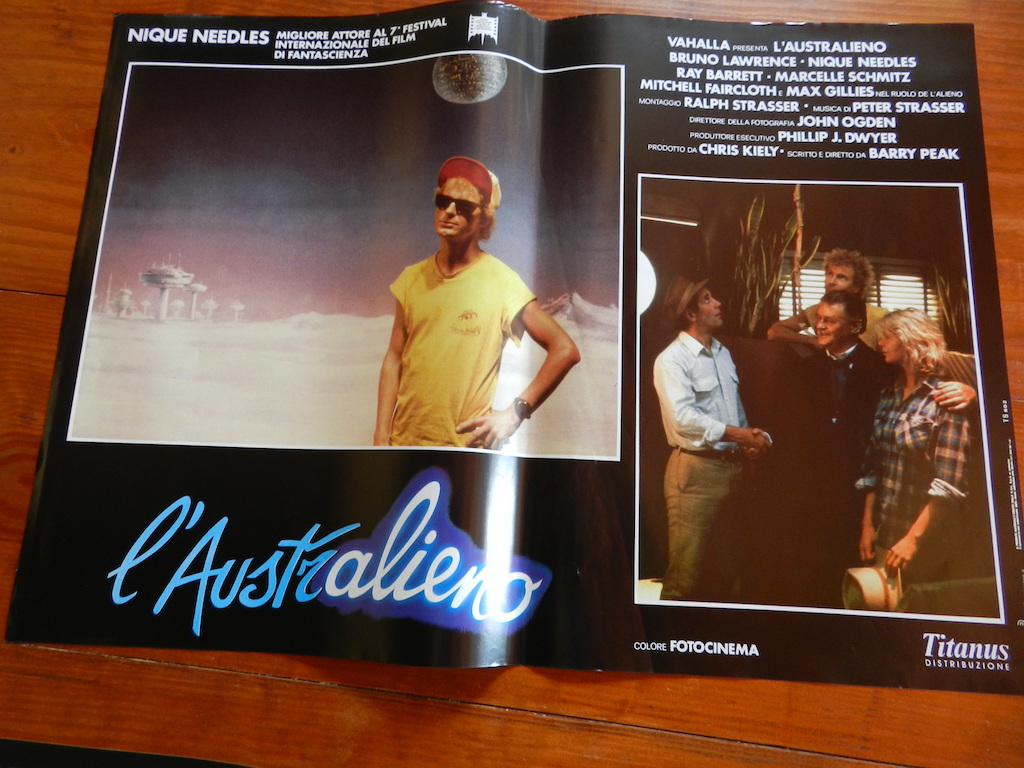 NIQUE NEEDLES
MIGLIORE ATTORE AL 7° FESTIVAL
INTERNAZIONALE DEL FILM
DI FANTASCIENZA
VAHALLA PRESENTA L'AUSTRALIENO
BRUNO LAWRENCE · NIQUE NEEDLES
RAY BARRETT · MARCELLE SCHMITZ
MITCHELL FAIRCLOTH E MAX GILLIES NEL RUOLO DE L'ALIENO
MONTAGGIO RALPH STRASSER · MUSICA DI PETER STRASSER
DIRETTORE DELLA FOTOGRAFIA JOHN OGDEN
PRODUTTORE ESECUTIVO PHILLIP J. DWYER
PRODOTTO DA CHRIS KIELY · SCRITTO E DIRETTO DA BARRY PEAK
l'Australieno
COLORE FOTOCINEMA
Titanus
DISTRIBUZIONE